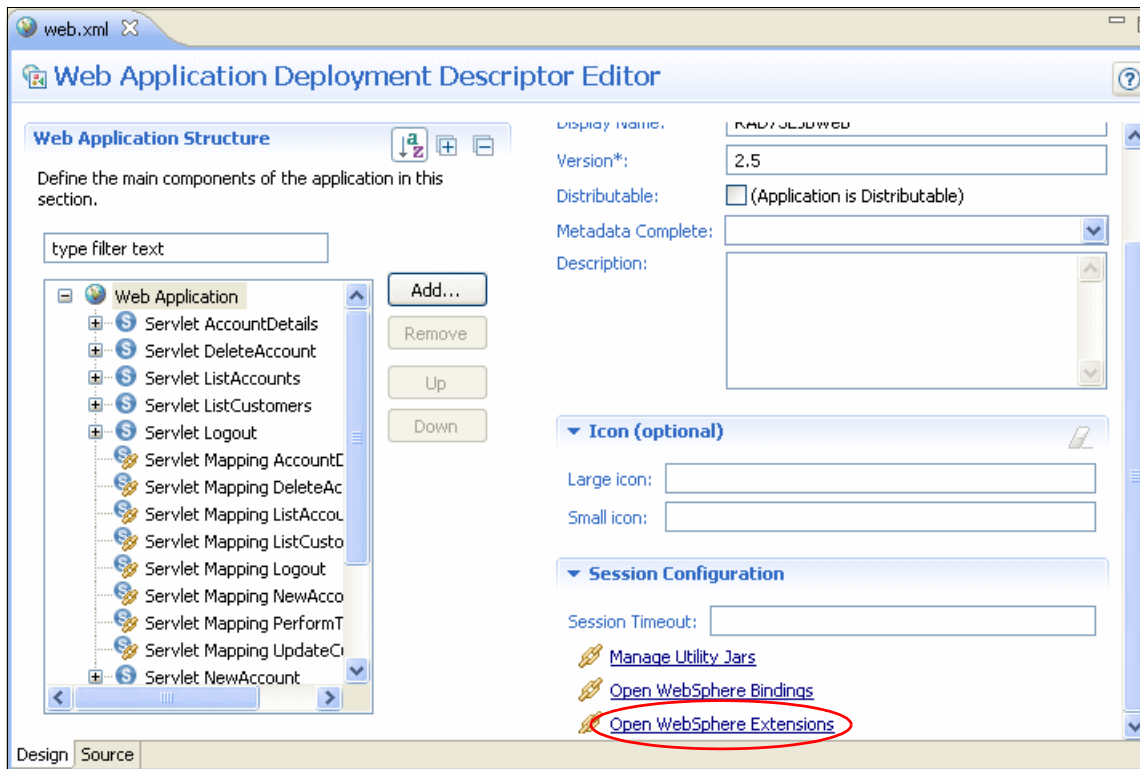 web.xml
Web Application Deployment Descriptor Editor
Web Application Structure
Define the main components of the application in this
section.
type filter text
Web Application
Servlet AccountDetails
Servlet DeleteAccount
Servlet ListAccounts
Servlet ListCustomers
Servlet Logout
Servlet Mapping AccountD
Servlet Mapping DeleteAc
Servlet Mapping ListAccou
Servlet Mapping ListCusto
Servlet Mapping Logout
Servlet Mapping NewAcco
Servlet Mapping PerformT
Servlet Mapping UpdateCu
Servlet NewAccount
Add...
Remove
Up
Down
Display Name: RAD75EJBWeb
Version*: 2.5
Distributable: (Application is Distributable)
Metadata Complete:
Description:
Icon (optional)
Large icon:
Small icon:
Session Configuration
Session Timeout:
Manage Utility Jars
Open WebSphere Bindings
Open WebSphere Extensions
Design Source